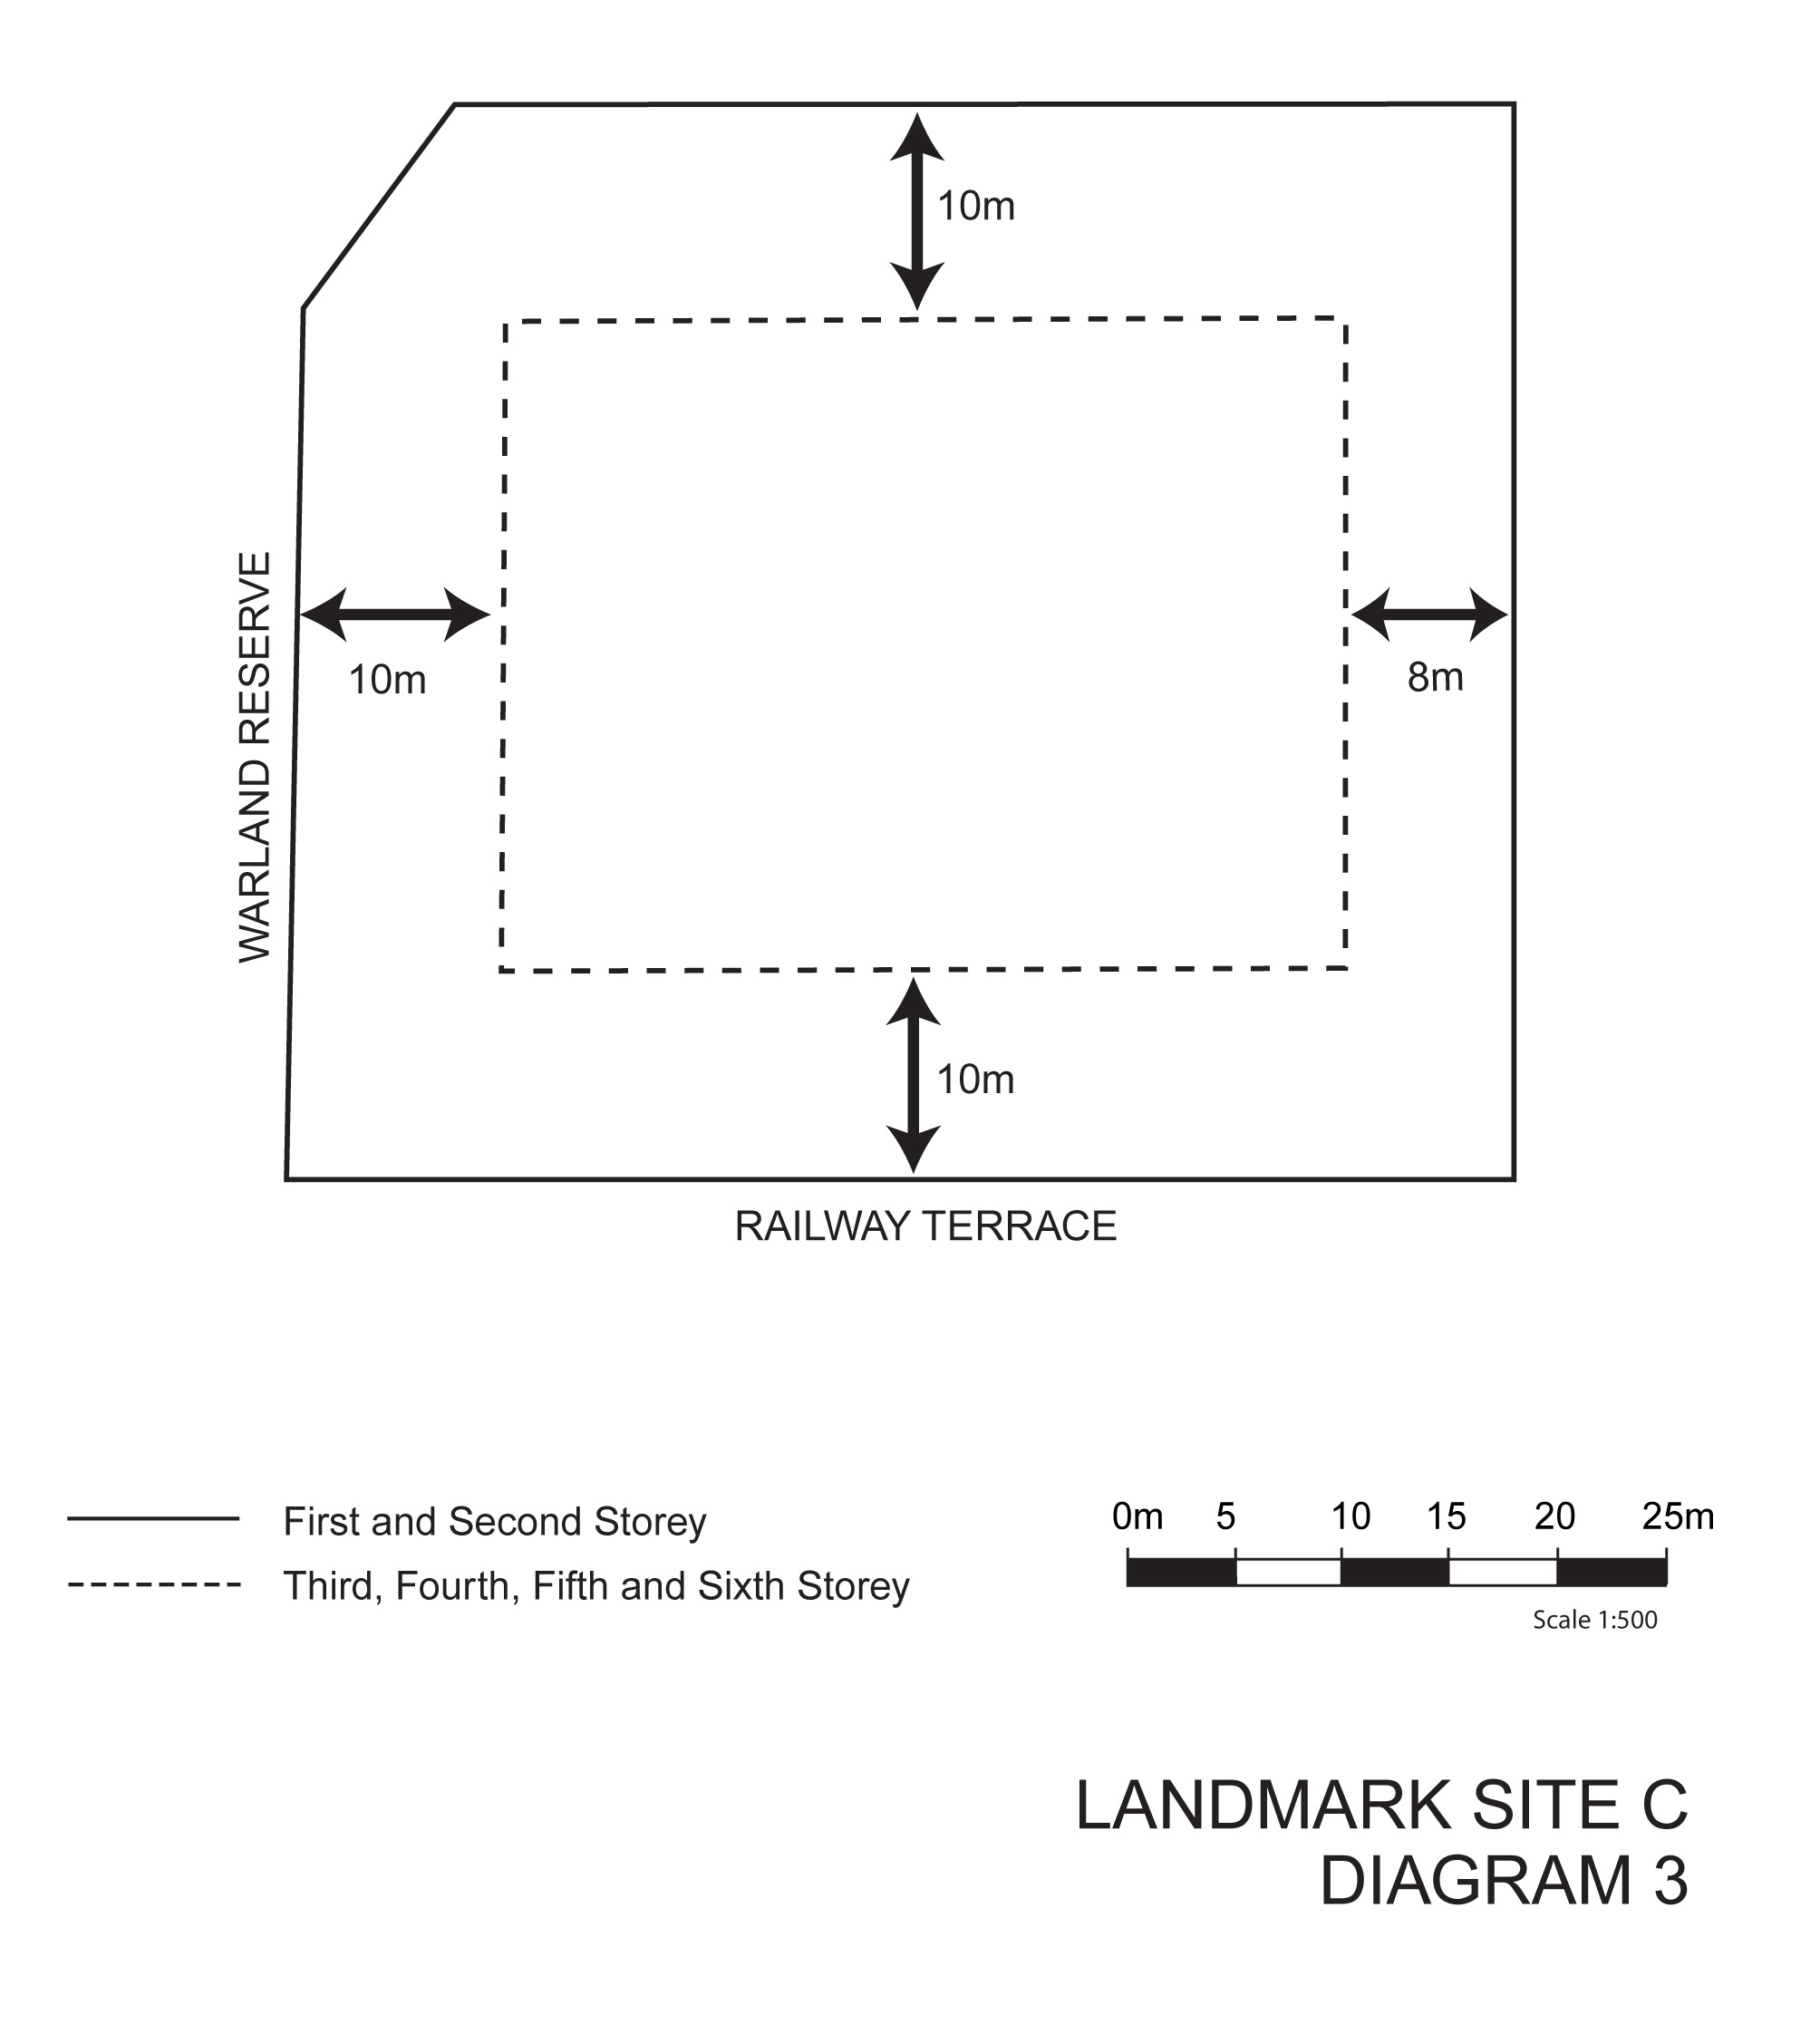 10m
WARLAND RESERVE
10m
8m
10m
RAILWAY TERRACE
First and Second Storey
Third, Fourth, Fifth and Sixth Storey
0m 5 10 15 20 25m
Scale 1:500
LANDMARK SITE C
DIAGRAM 3